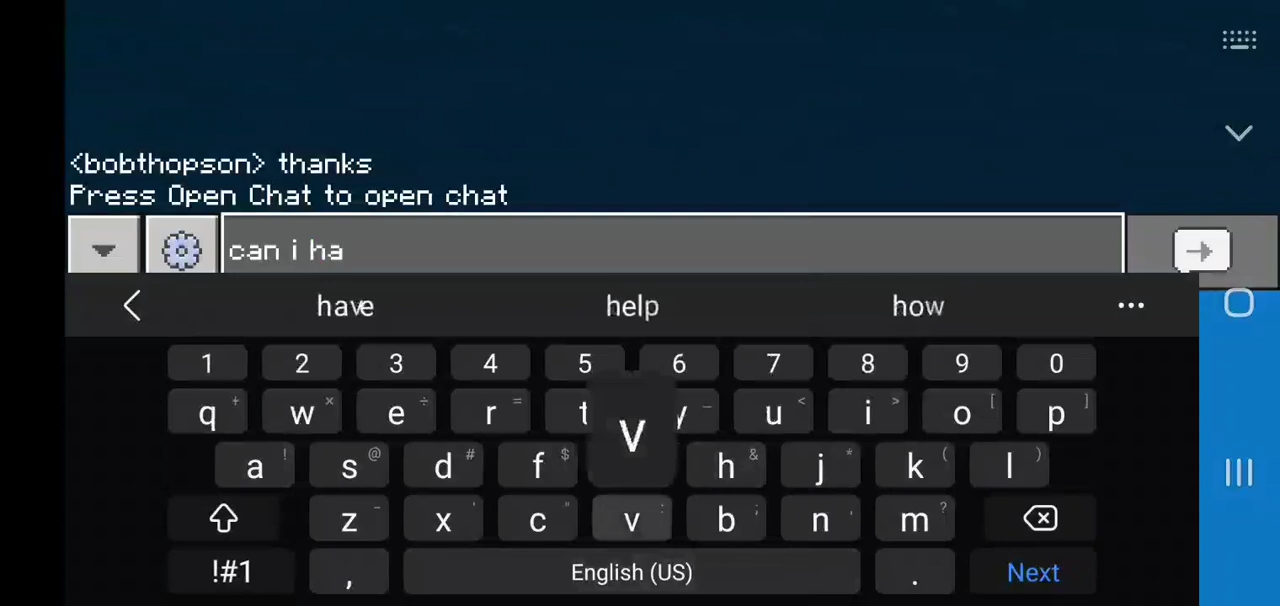 <bobthopson> thanks
Press Open Chat to open chat
can i ha
have help how ...
1 2 3 4 5 6 7 8 9 0
q + w × e ÷ r = t y _ u < i > o [ p ]
a ! s @ d # f $ v h & j * k ( l )
z - x ' c " v : b ; n , m ?
!#1 , English (US) . Next